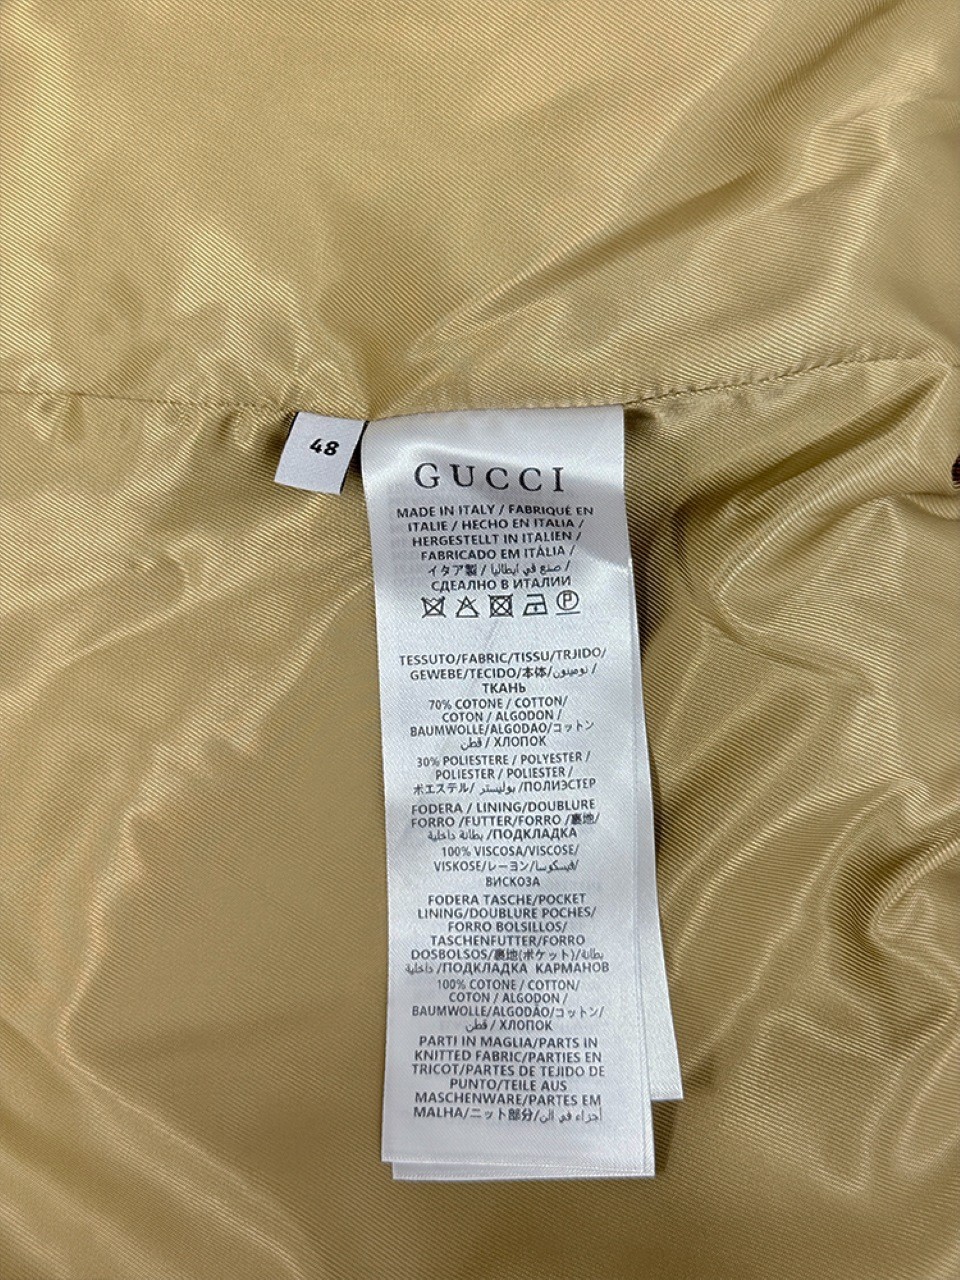 48
GUCCI
MADE IN ITALY / FABRIQUÉ EN
ITALIE / HECHO EN ITALIA /
HERGESTELLT IN ITALIEN /
FABRICADO EM ITÁLIA /
イタア製 / صنع في ايطاليا /
СДЕАЛНО В ИТАЛИИ
P
TESSUTO/FABRIC/TISSU/TRJIDO/
GEWEBE/TECIDO/本体/نومينون /
ТКАНЬ
70% COTONE / COTTON/
COTON / ALGODON /
BAUMWOLLE/ALGODAO/コットン
قطن / ХЛОПОК
30% POLIESTERE / POLYESTER /
POLIESTER / POLIESTER /
ポエステル/ بوليستر /ПОЛИЭСТЕР
FODERA / LINING/DOUBLURE
FORRO /FUTTER/FORRO /裏地/
بطانة داخلية /ПОДКЛАДКА
100% VISCOSA/VISCOSE/
VISKOSE/レーヨン/فيسكوسا/
ВИСКОЗА
FODERA TASCHE/POCKET
LINING/DOUBLURE POCHES/
FORRO BOLSILLOS/
TASCHENFUTTER/FORRO
DOSBOLSOS/裏地(ポケット)/بطانة
داخلية /ПОДКЛАДКА КАРМАНОВ
100% COTONE / COTTON/
COTON / ALGODON /
BAUMWOLLE/ALGODÃO/コットン/
قطن / ХЛОПОК
PARTI IN MAGLIA/PARTS IN
KNITTED FABRIC/PARTIES EN
TRICOT/PARTES DE TEJIDO DE
PUNTO/TEILE AUS
MASCHENWARE/PARTES EM
MALHA/ニット部分/أجزاء في الن